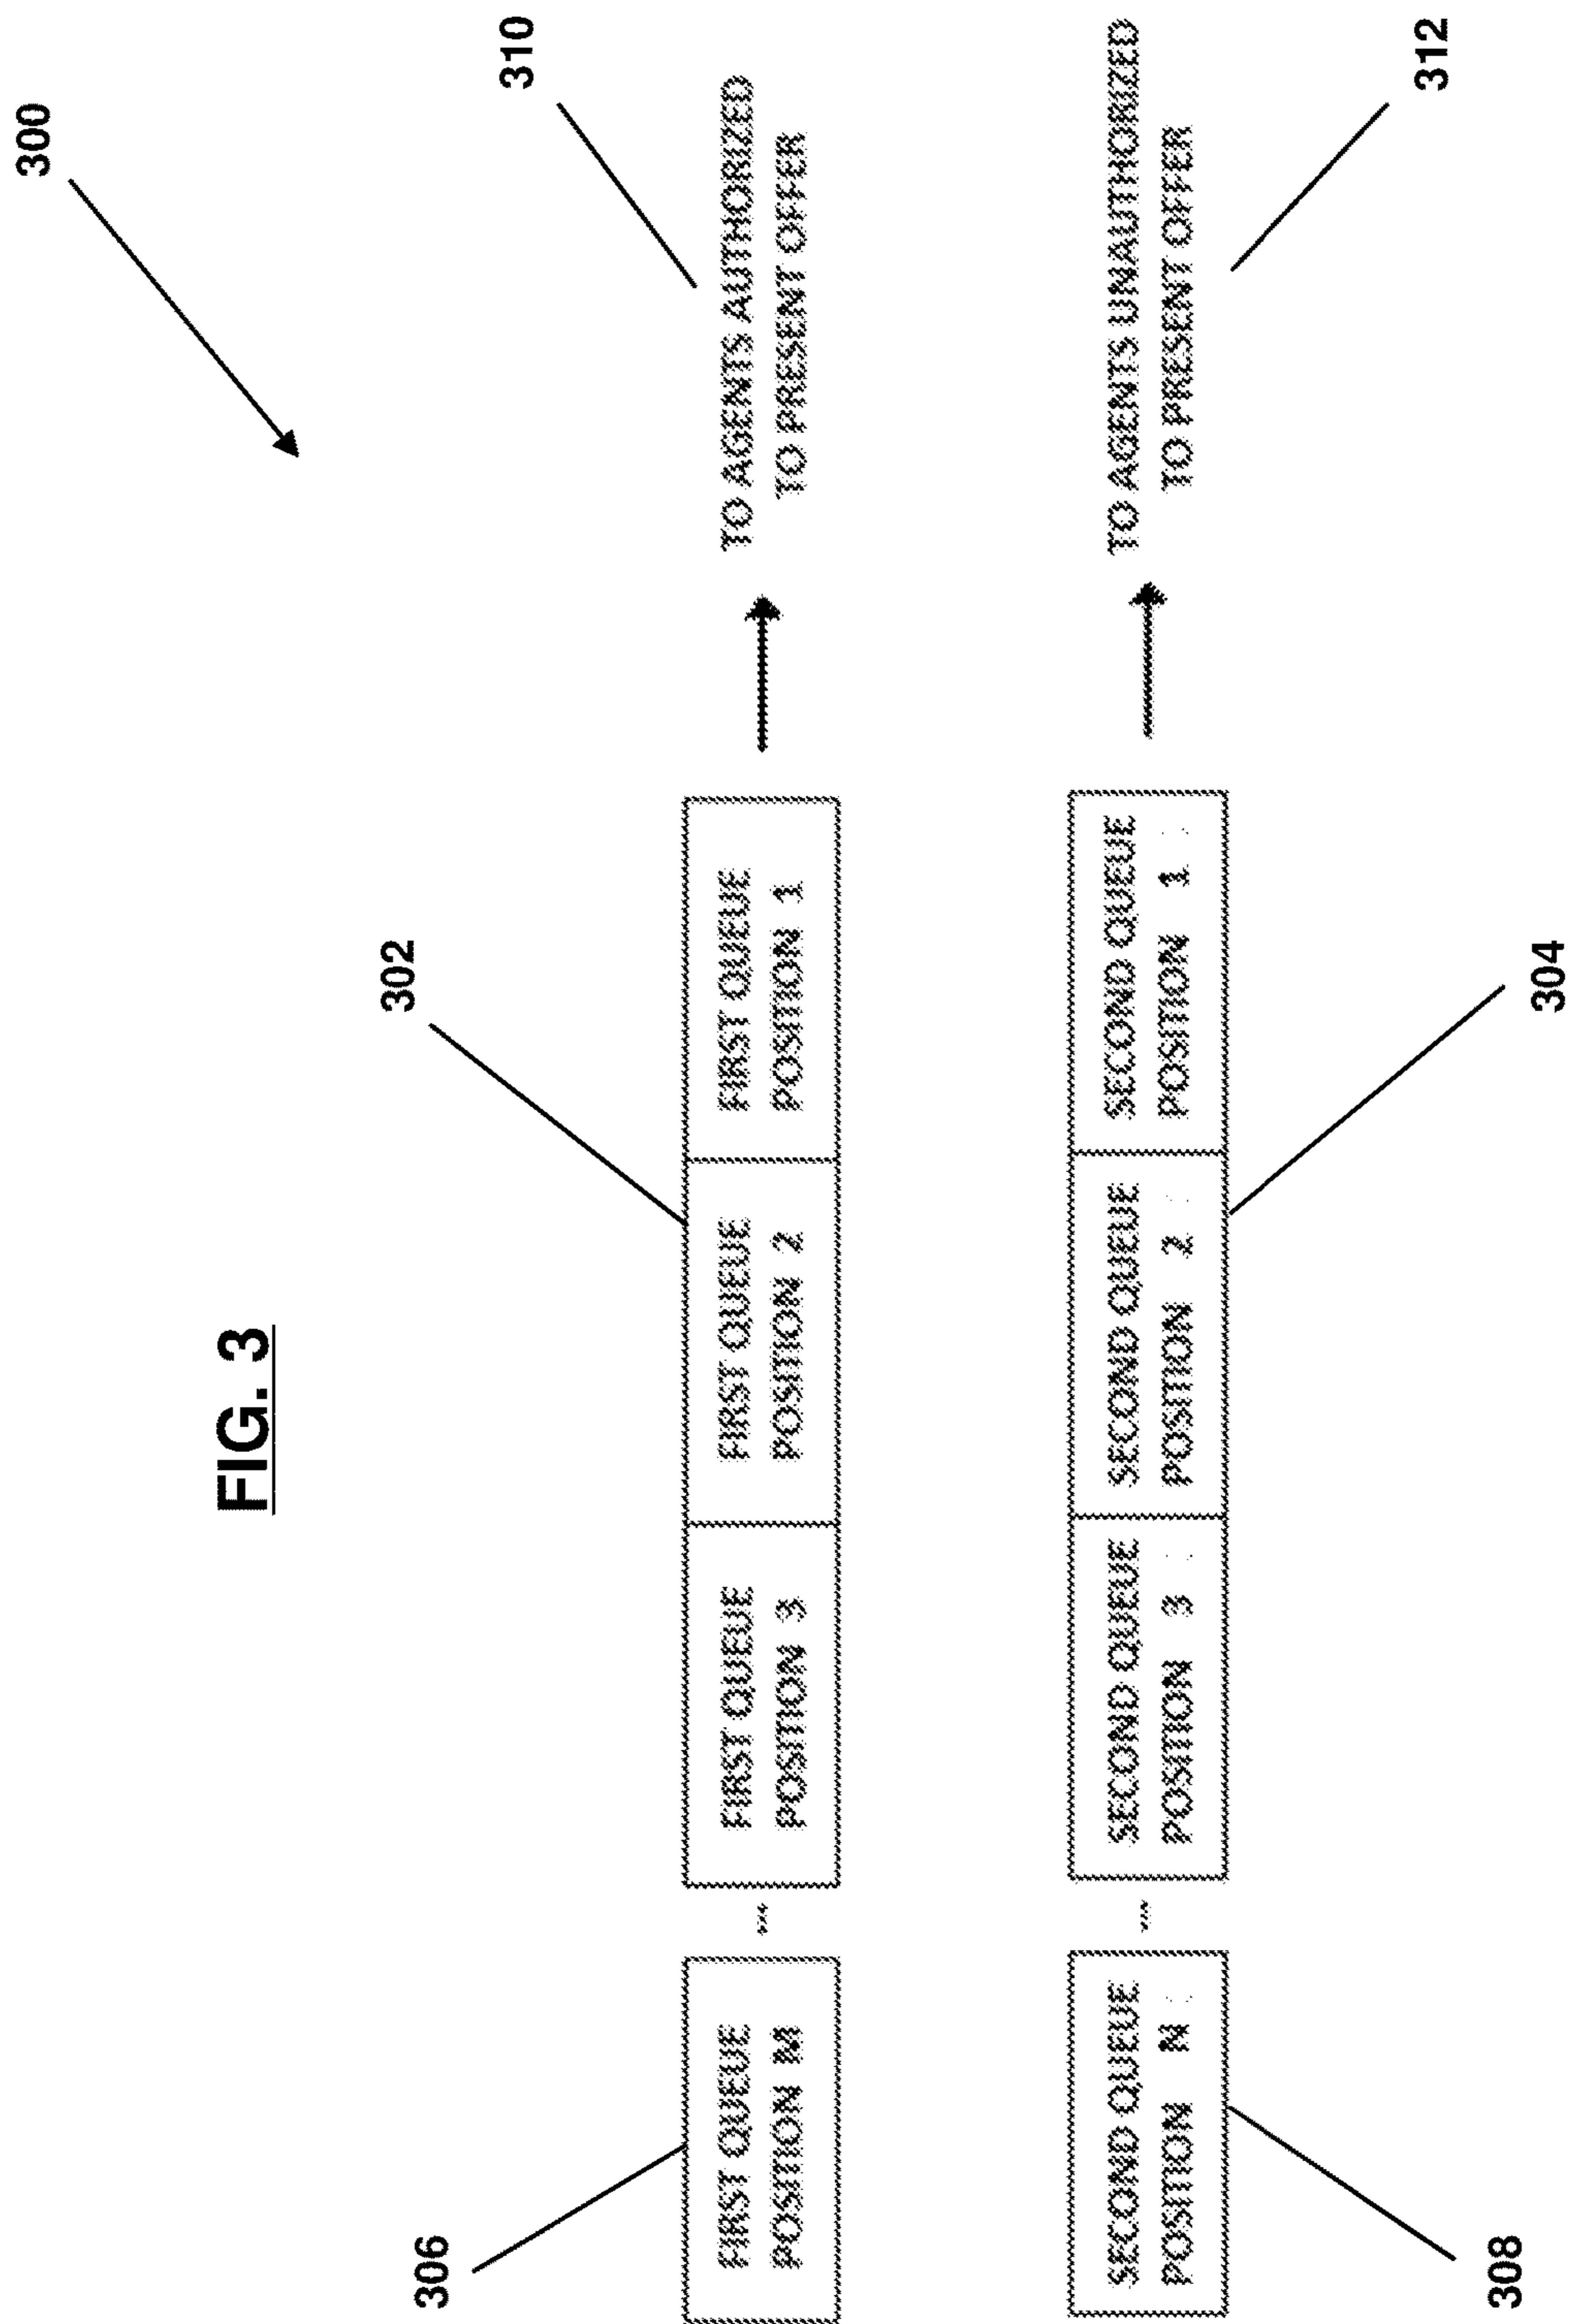 FIG. 3
300
306
302
310
FIRST QUEUE
POSITION M
...
FIRST QUEUE
POSITION 3
FIRST QUEUE
POSITION 2
FIRST QUEUE
POSITION 1
TO AGENTS AUTHORIZED
TO PRESENT OFFER
SECOND QUEUE
POSITION N
...
SECOND QUEUE
POSITION 3
SECOND QUEUE
POSITION 2
SECOND QUEUE
POSITION 1
TO AGENTS UNAUTHORIZED
TO PRESENT OFFER
308
304
312